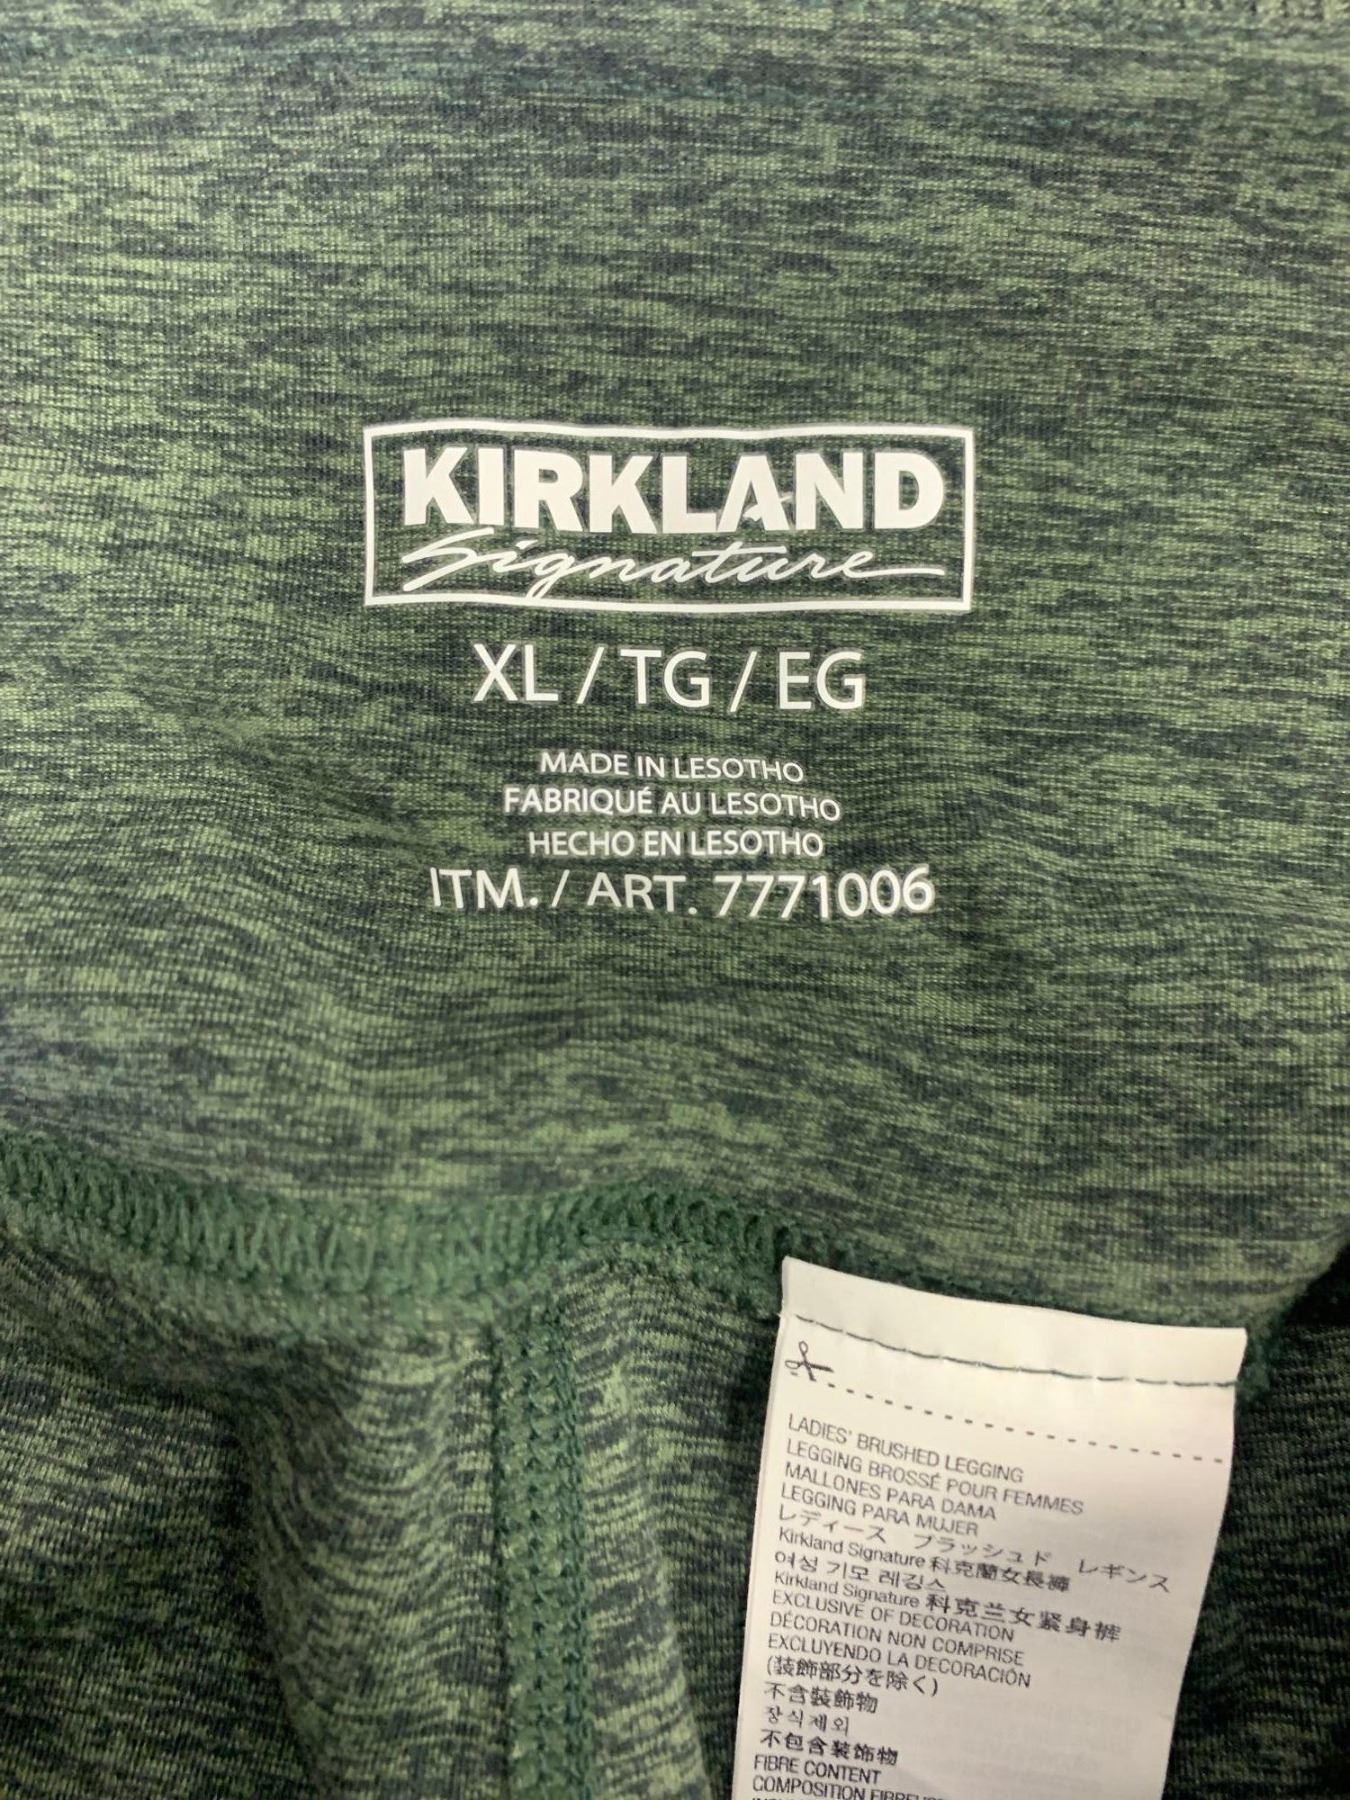 KIRKLAND
Signature
XL / TG / EG
MADE IN LESOTHO
FABRIQUÉ AU LESOTHO
HECHO EN LESOTHO
ITM. / ART. 7771006
LADIES' BRUSHED LEGGING
LEGGING BROSSÉ POUR FEMMES
MALLONES PARA DAMA
LEGGING PARA MUJER
レディース ブラッシュド レギンス
Kirkland Signature 科克蘭女長褲
여성 기모 레깅스
Kirkland Signature 科克兰女紧身裤
EXCLUSIVE OF DECORATION
DÉCORATION NON COMPRISE
EXCLUYENDO LA DECORACIÓN
(装飾部分を除く)
不含裝飾物
장식제외
不包含装饰物
FIBRE CONTENT
COMPOSITION